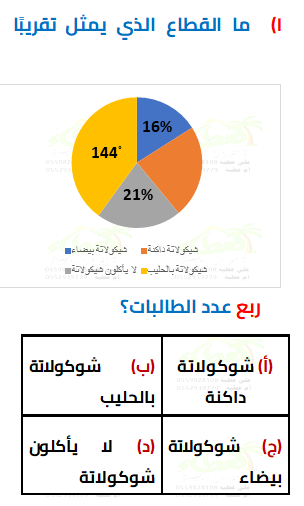 ١) ما القطاع الذي يمثل تقريبًا
16%
144°
21%
شيكولاتة بيضاء
شيكولاتة داكنة
لا يأكلون شيكولاتة
شيكولاتة بالحليب
ربع عدد الطالبات؟
(أ) شوكولاتة
داكنة
(ب) شوكولاتة
بالحليب
(ج) شوكولاتة
بيضاء
(د) لا يأكلون
شوكولاتة